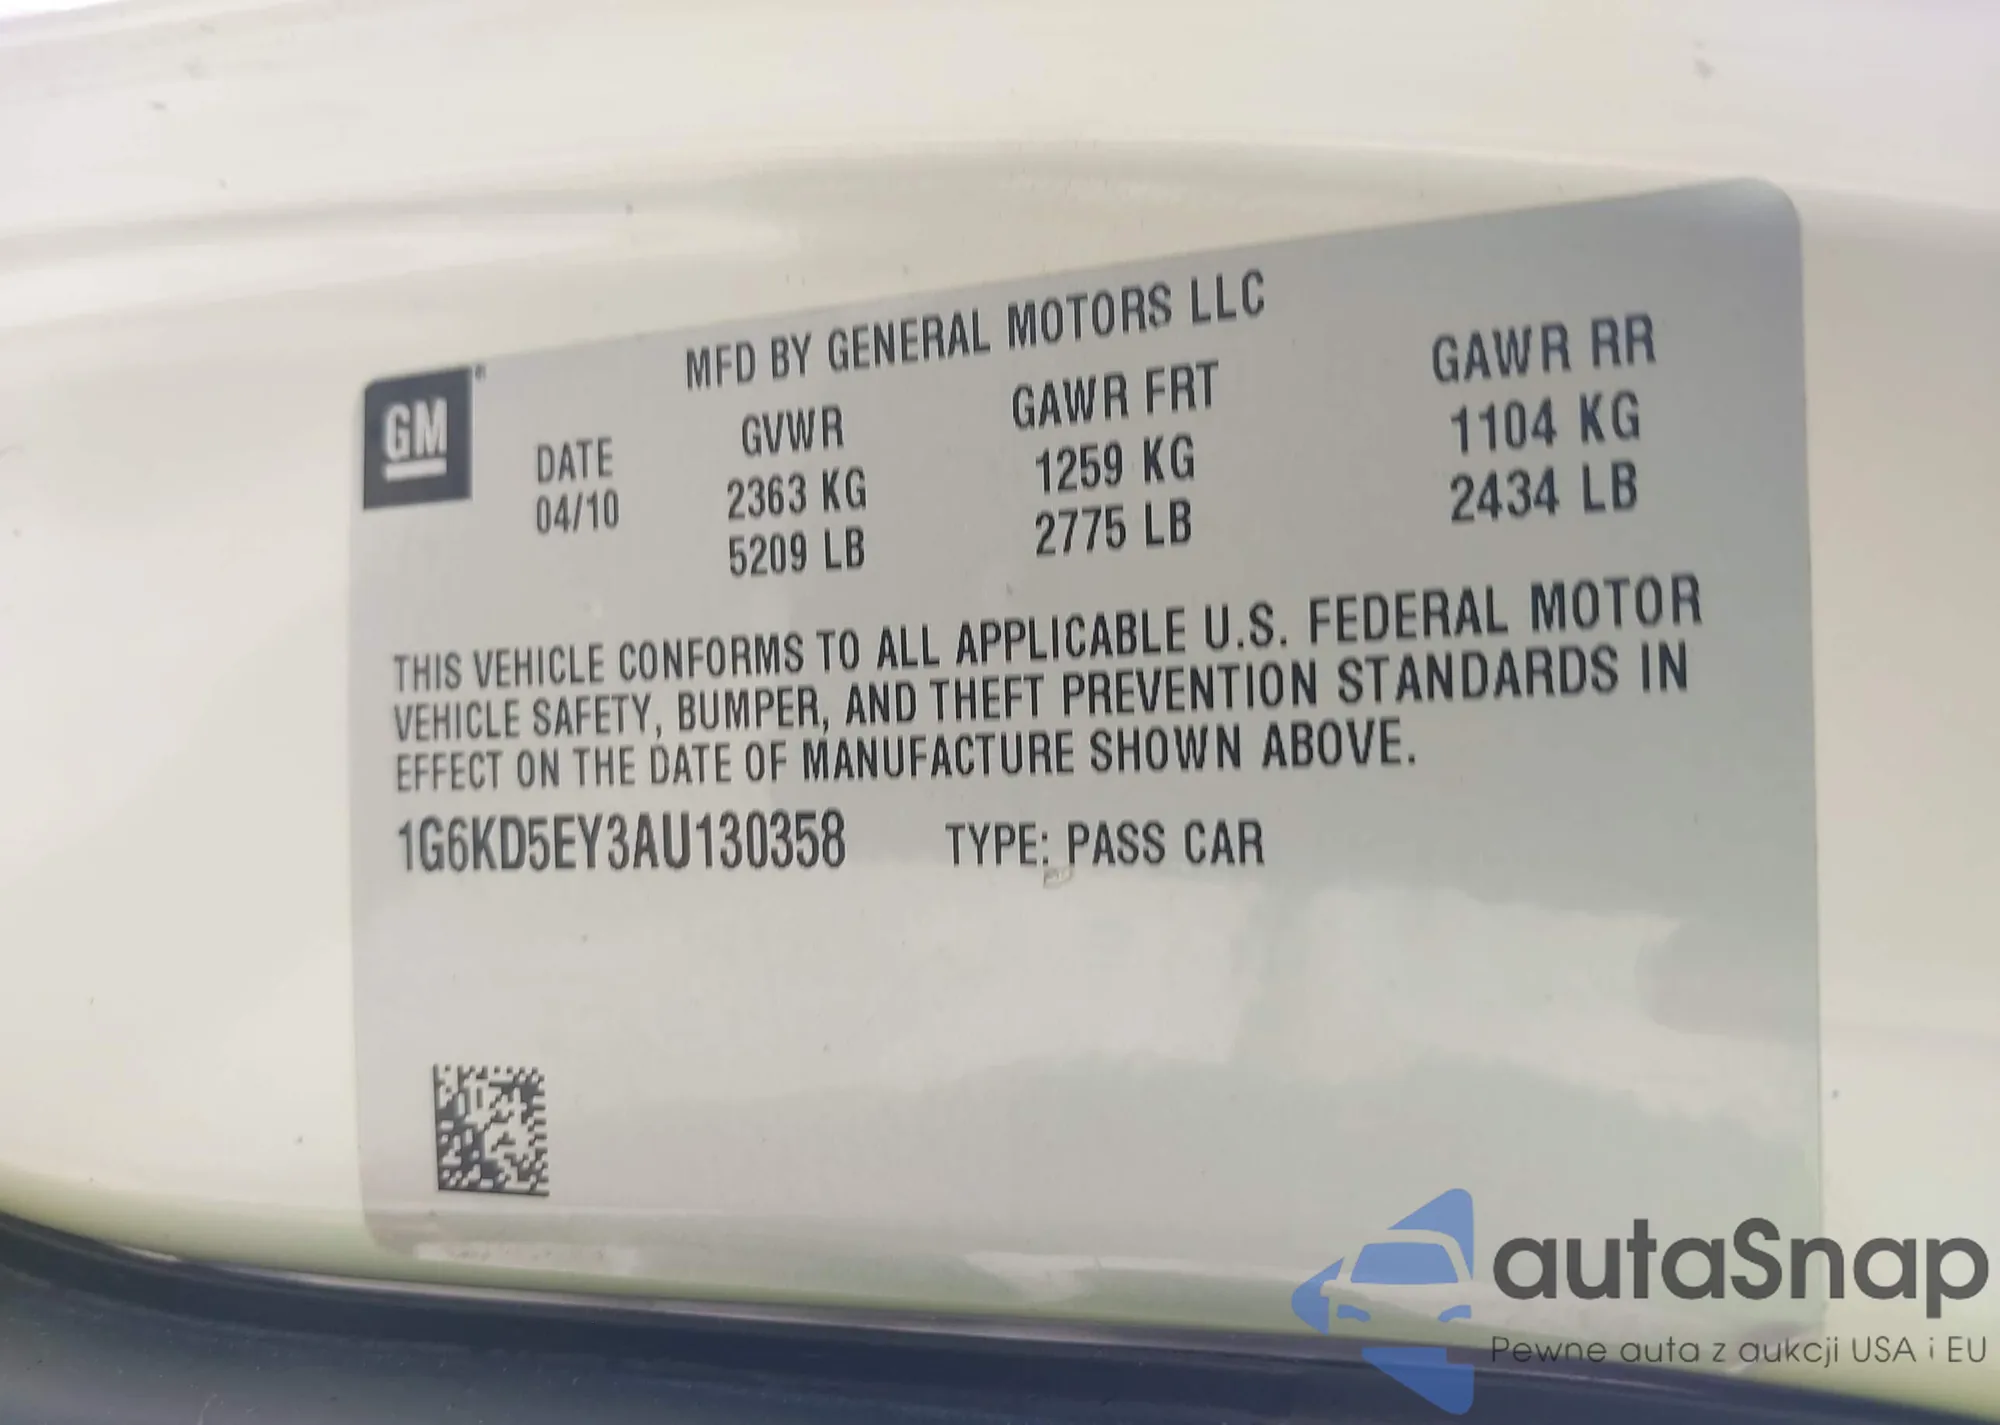 MFD BY GENERAL MOTORS LLC
GM®
DATE GVWR GAWR FRT GAWR RR
04/10 2363 KG 1259 KG 1104 KG
5209 LB 2775 LB 2434 LB
THIS VEHICLE CONFORMS TO ALL APPLICABLE U.S. FEDERAL MOTOR
VEHICLE SAFETY, BUMPER, AND THEFT PREVENTION STANDARDS IN
EFFECT ON THE DATE OF MANUFACTURE SHOWN ABOVE.
1G6KD5EY3AU130358 TYPE: PASS CAR
autaSnap
Pewne auta z aukcji USA i EU